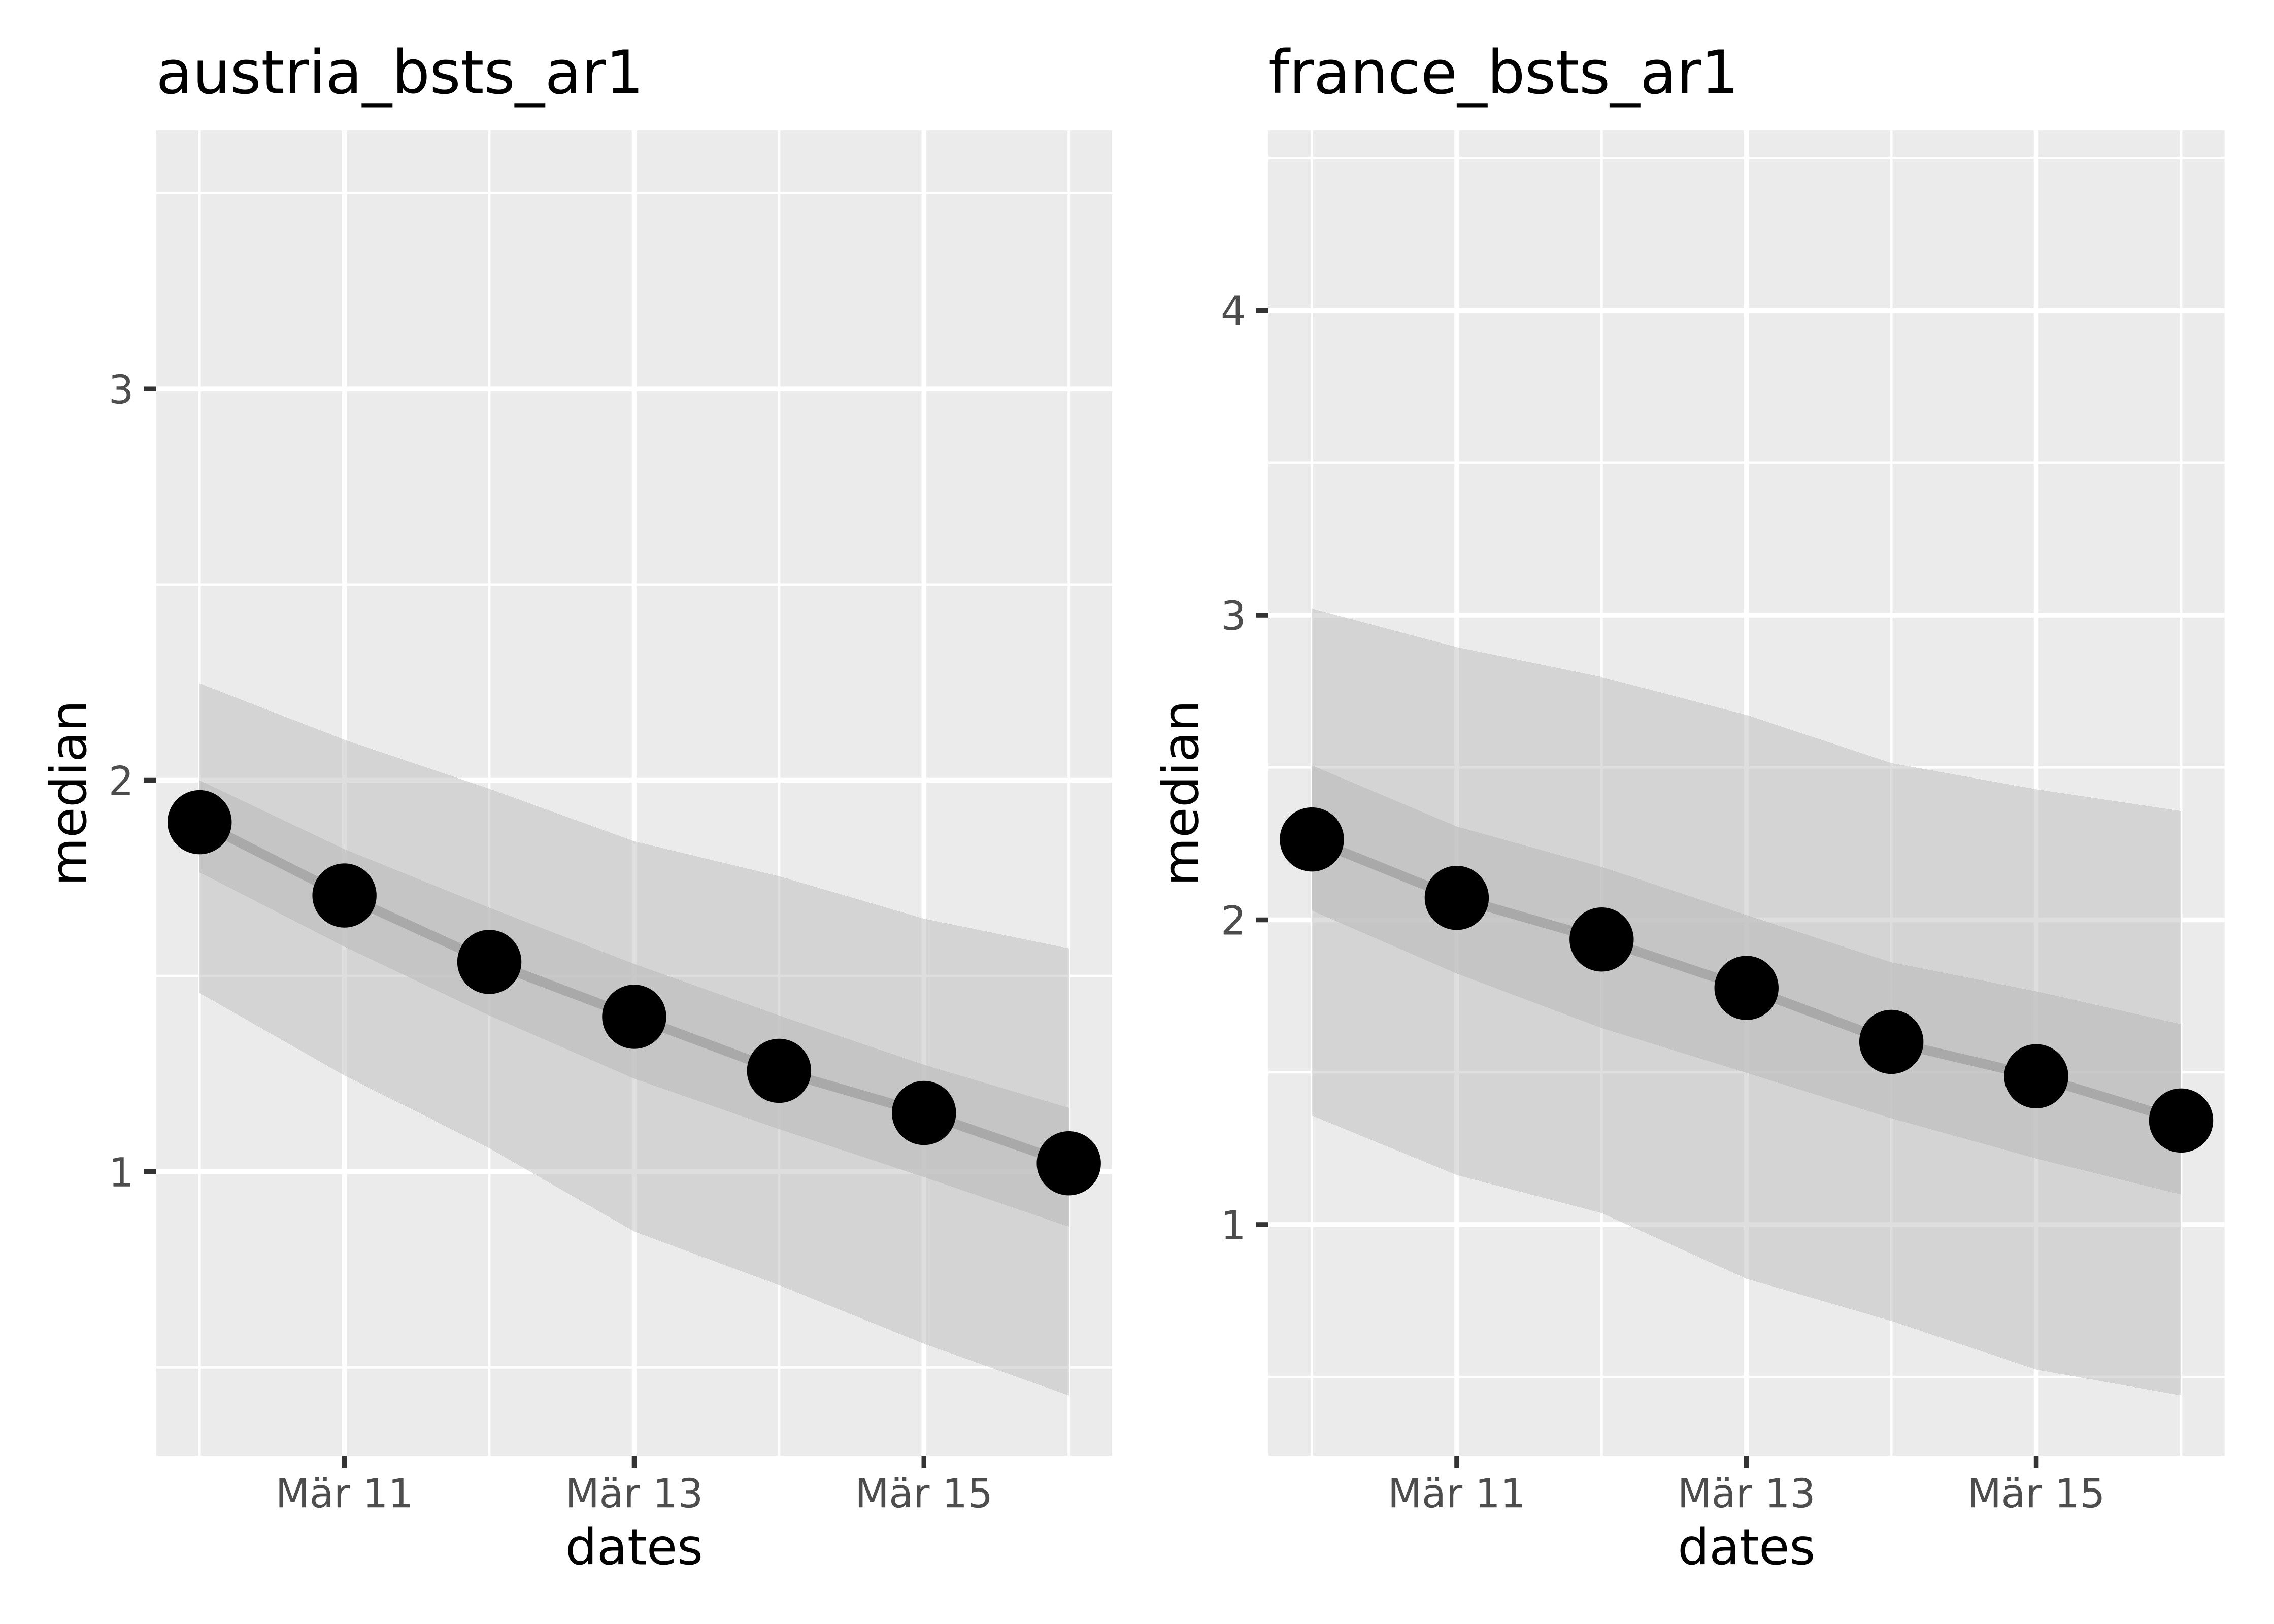 austria_bsts_ar1
median
3
2
1
Mär 11
Mär 13
Mär 15
dates
france_bsts_ar1
median
4
3
2
1
Mär 11
Mär 13
Mär 15
dates